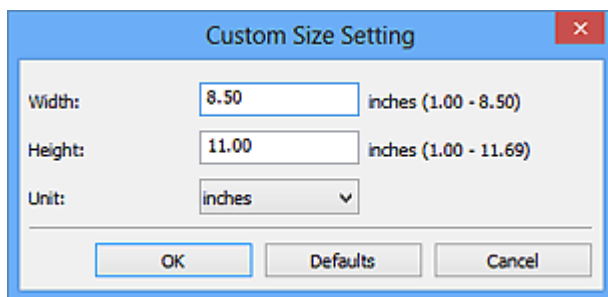 Custom Size Setting
Width: 8.50 inches (1.00 - 8.50)
Height: 11.00 inches (1.00 - 11.69)
Unit: inches
OK Defaults Cancel